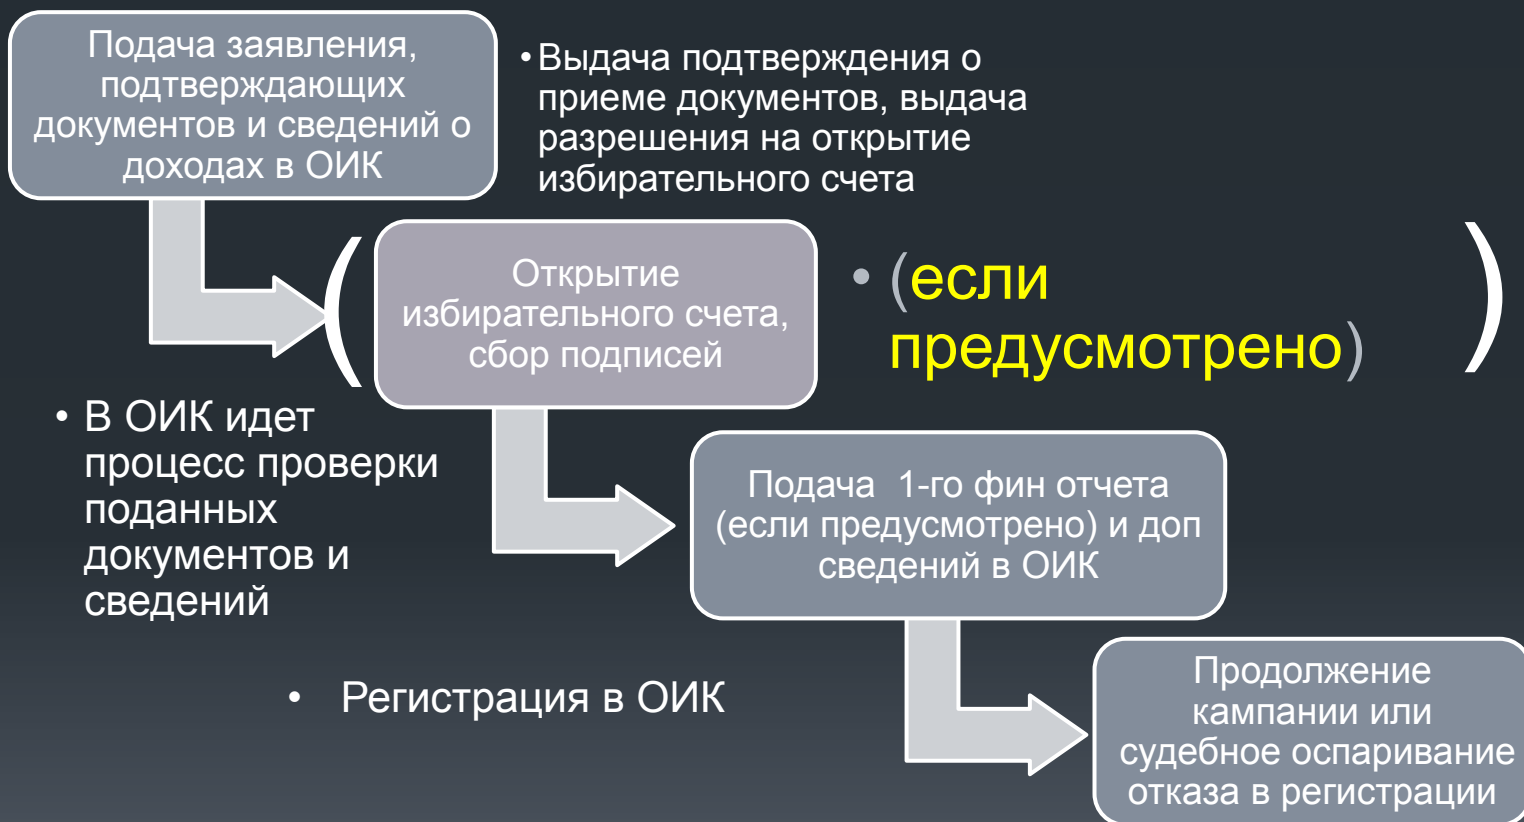 Подача заявления,
подтверждающих
документов и сведений о
доходах в ОИК
• Выдача подтверждения о
приеме документов, выдача
разрешения на открытие
избирательного счета
(
Открытие
избирательного счета,
сбор подписей
• (если
предусмотрено)
)
• В ОИК идет
процесс проверки
поданных
документов и
сведений
Подача 1-го фин отчета
(если предусмотрено) и доп
сведений в ОИК
• Регистрация в ОИК
Продолжение
кампании или
судебное оспаривание
отказа в регистрации